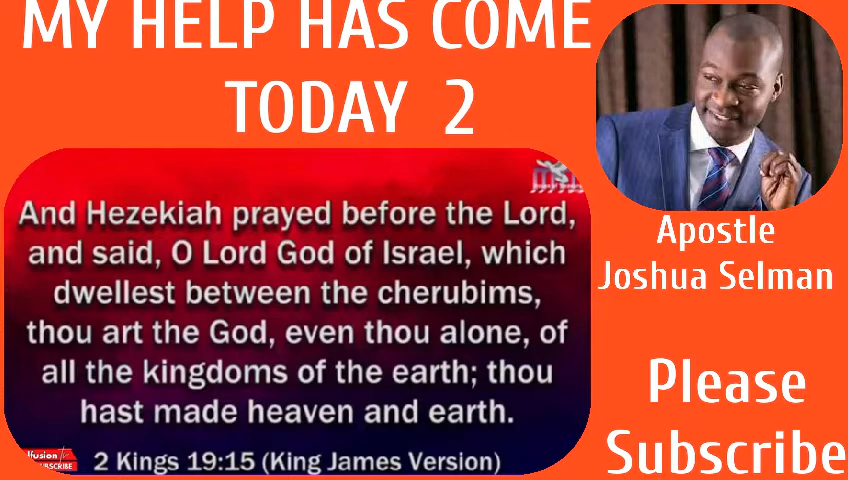 MY HELP HAS COME
TODAY 2
And Hezekiah prayed before the Lord,
and said, O Lord God of Israel, which
dwellest between the cherubims,
thou art the God, even thou alone, of
all the kingdoms of the earth; thou
hast made heaven and earth.
2 Kings 19:15 (King James Version)
Apostle
Joshua Selman
Please
Subscribe